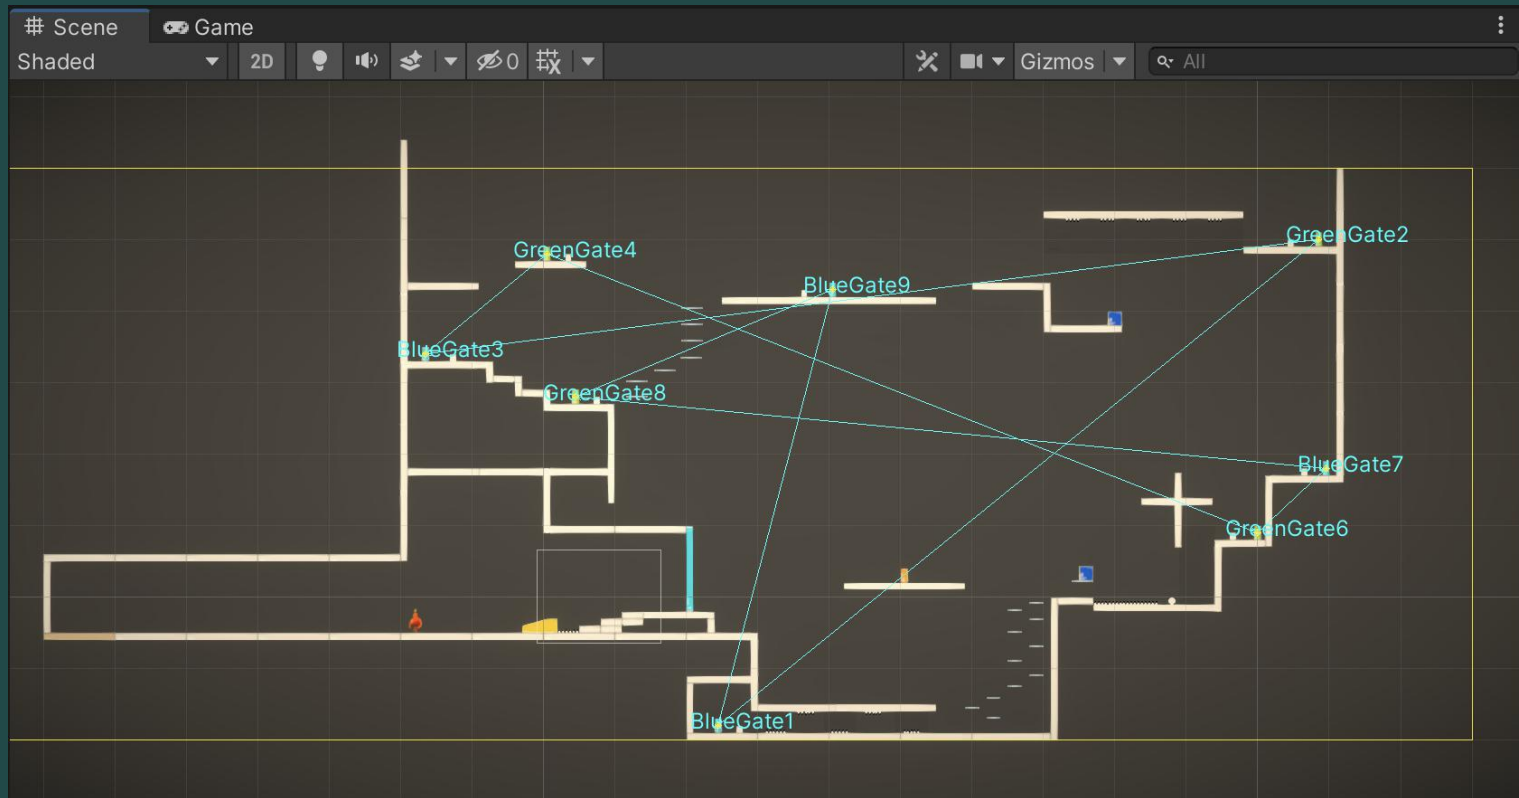 Scene
Game
Shaded
2D
0
Gizmos
All
GreenGate2
GreenGate4
BlueGate9
BlueGate3
GreenGate8
BlueGate7
GreenGate6
BlueGate1